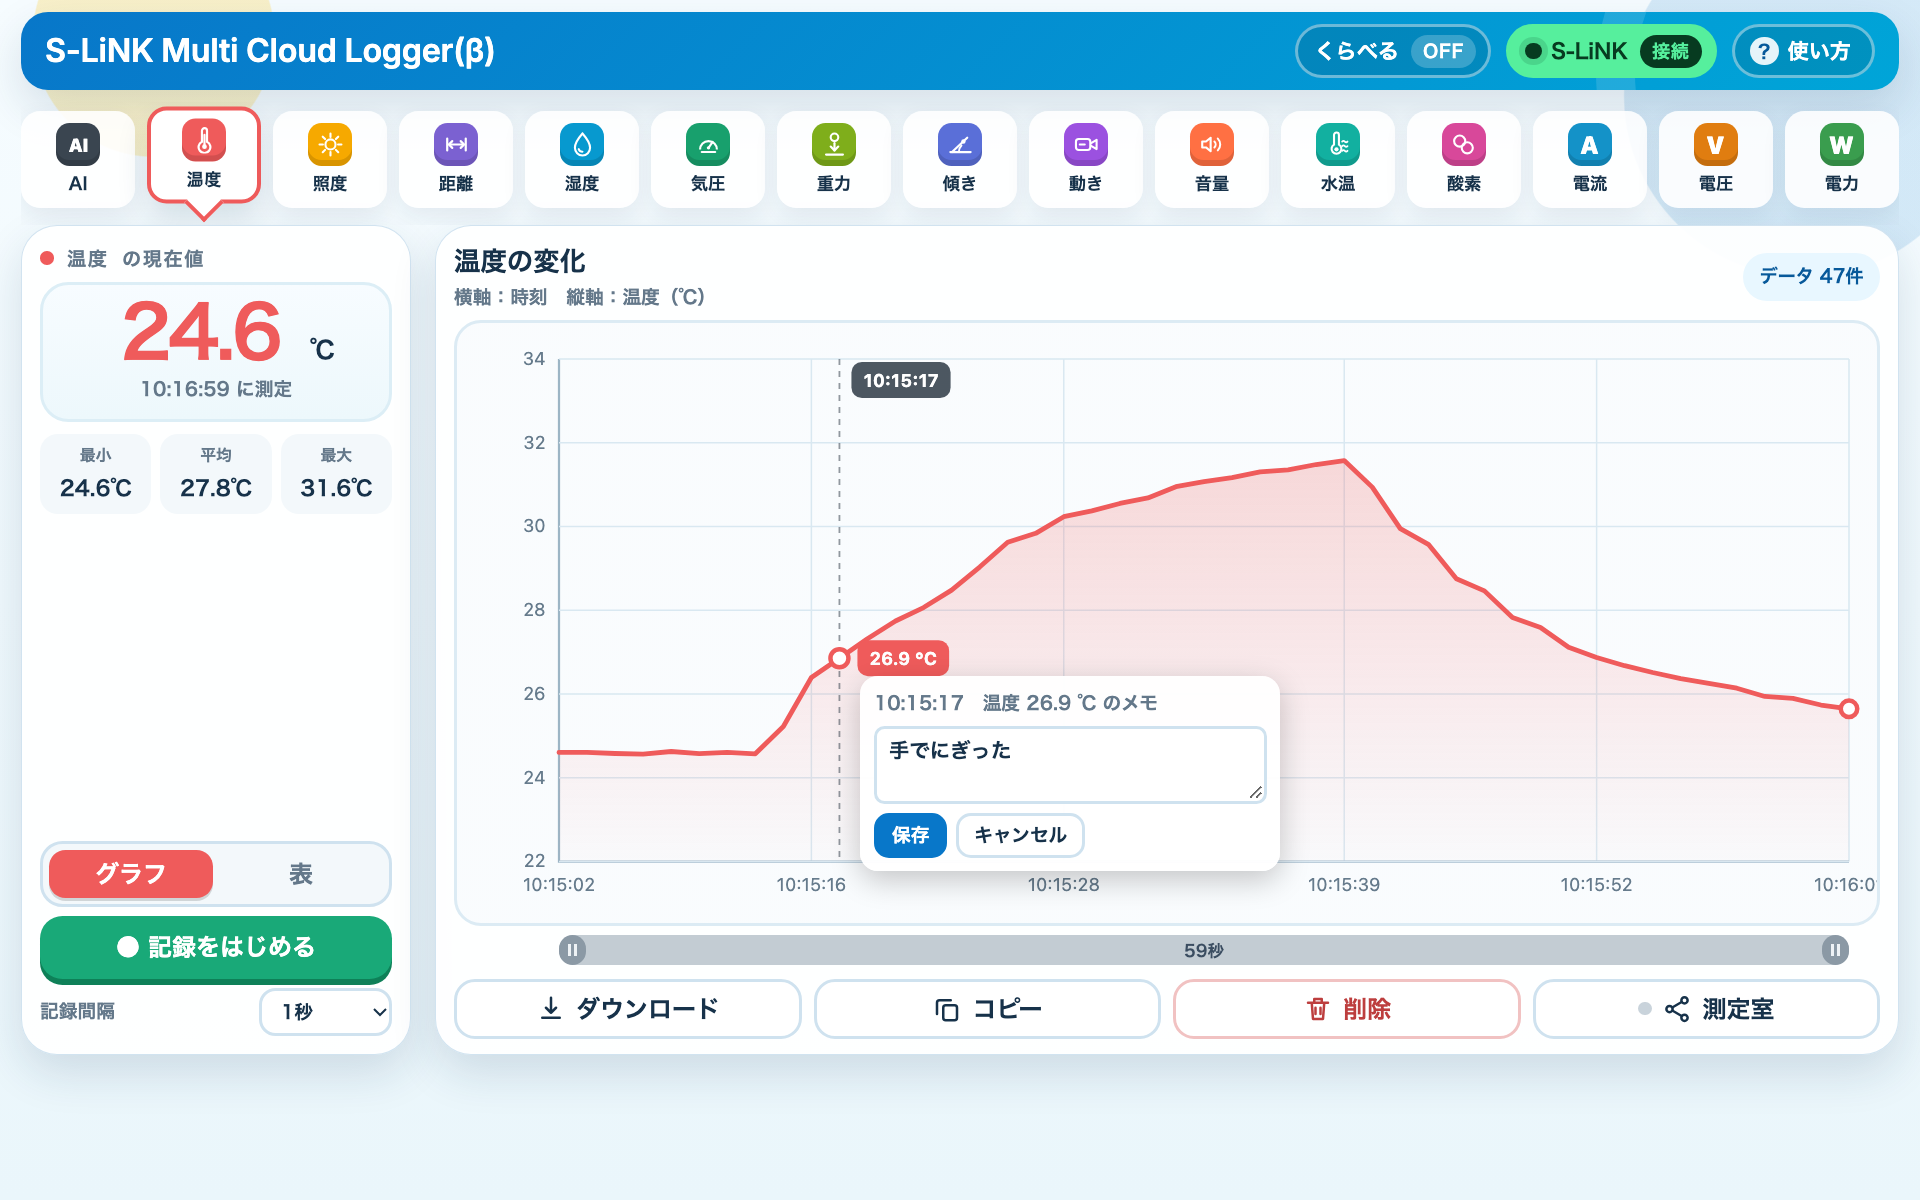 S-LiNK Multi Cloud Logger(β)
くらべる OFF
S-LiNK 接続
? 使い方
AI
AI
温度
照度
距離
湿度
気圧
重力
傾き
動き
音量
水温
酸素
A
電流
V
電圧
W
電力
温度 の現在値
24.6 ℃
10:16:59 に測定
最小
24.6℃
平均
27.8℃
最大
31.6℃
グラフ
表
記録をはじめる
記録間隔
1秒
温度の変化
横軸：時刻　縦軸：温度（℃）
データ 47件
34
32
30
28
26
24
22
10:15:17
26.9 °C
10:15:17　温度 26.9 ℃ のメモ
手でにぎった
保存
キャンセル
10:15:02
10:15:16
10:15:28
10:15:39
10:15:52
10:16:0
59秒
ダウンロード
コピー
削除
測定室